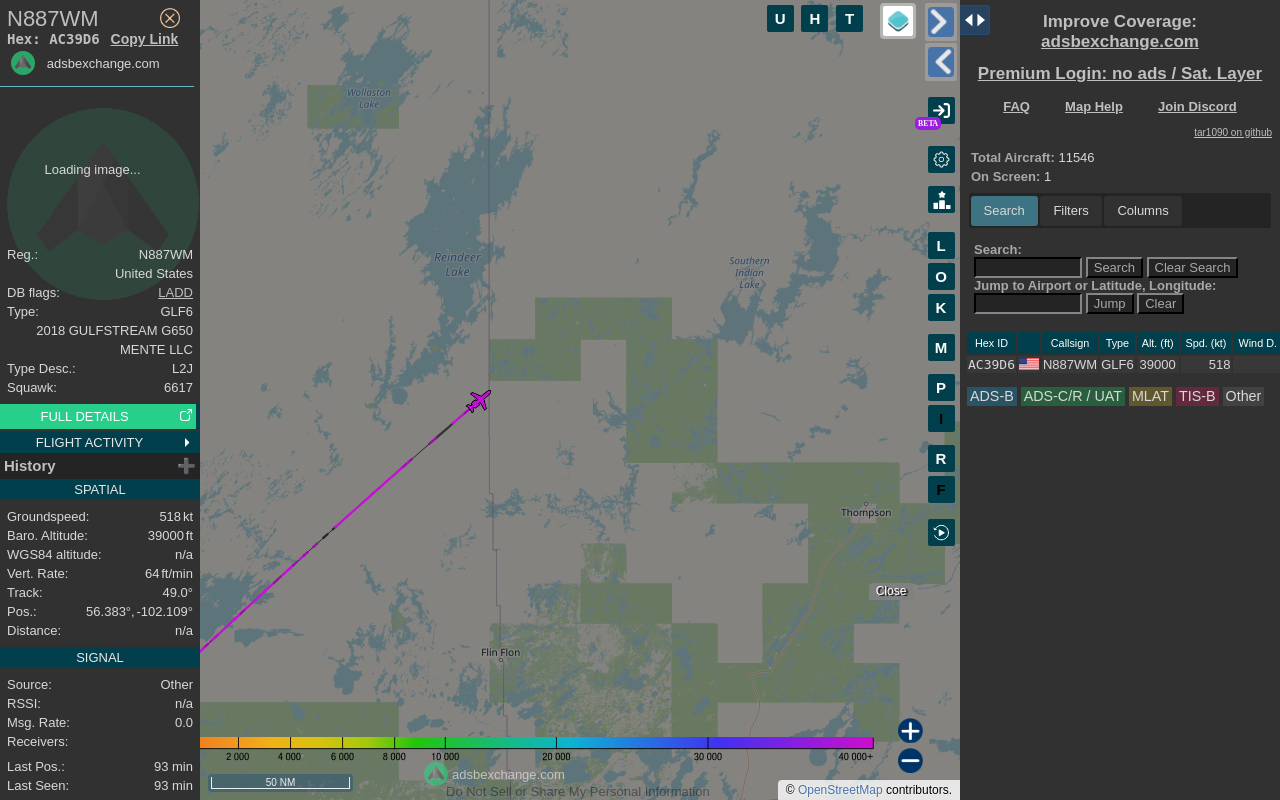 N887WM
Hex: AC39D6 Copy Link
adsbexchange.com
Loading image...
Reg.: N887WM
United States
DB flags: LADD
Type: GLF6
2018 GULFSTREAM G650
MENTE LLC
Type Desc.: L2J
Squawk: 6617
FULL DETAILS
FLIGHT ACTIVITY
History
SPATIAL
Groundspeed: 518 kt
Baro. Altitude: 39000 ft
WGS84 altitude: n/a
Vert. Rate: 64 ft/min
Track: 49.0°
Pos.: 56.383°, -102.109°
Distance: n/a
SIGNAL
Source: Other
RSSI: n/a
Msg. Rate: 0.0
Receivers:
Last Pos.: 93 min
Last Seen: 93 min
Wollaston
Lake
Reindeer
Lake
Southern
Indian
Lake
Thompson
Flin Flon
Close
2 000 4 000 6 000 8 000 10 000 20 000 30 000 40 000+
50 NM
adsbexchange.com
Do Not Sell or Share My Personal Information
© OpenStreetMap contributors.
U H T
BETA
L
O
K
M
P
I
R
F
Improve Coverage:
adsbexchange.com
Premium Login: no ads / Sat. Layer
FAQ Map Help Join Discord
tar1090 on github
Total Aircraft: 11546
On Screen: 1
Search Filters Columns
Search:
Search Clear Search
Jump to Airport or Latitude, Longitude:
Jump Clear
Hex ID Callsign Type Alt. (ft) Spd. (kt) Wind D.
AC39D6 N887WM GLF6 39000 518
ADS-B ADS-C/R / UAT MLAT TIS-B Other